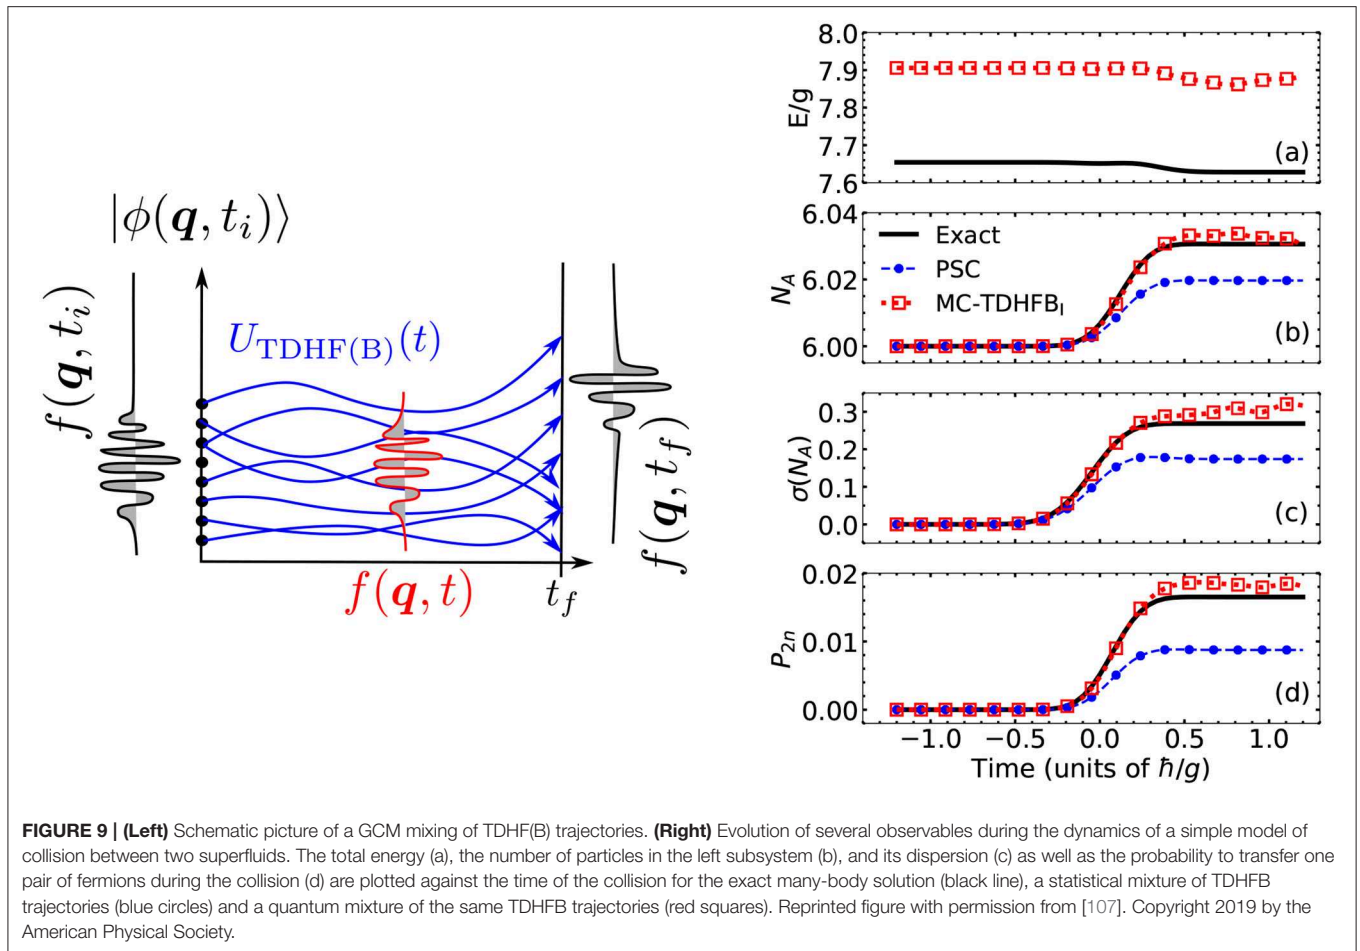 |ϕ(q, t_i)⟩
f(q, t_i)
U_TDHF(B)(t)
f(q, t)
t_f
f(q, t_f)
8.0
7.9
7.8
7.7
7.6
E/g
(a)
6.04
6.02
6.00
N_A
Exact
PSC
MC-TDHFB_I
(b)
0.3
0.2
0.1
0.0
σ(N_A)
(c)
0.02
0.01
0.00
P_2n
(d)
−1.0 −0.5 0.0 0.5 1.0
Time (units of ℏ/g)
FIGURE 9 | (Left) Schematic picture of a GCM mixing of TDHF(B) trajectories. (Right) Evolution of several observables during the dynamics of a simple model of
collision between two superfluids. The total energy (a), the number of particles in the left subsystem (b), and its dispersion (c) as well as the probability to transfer one
pair of fermions during the collision (d) are plotted against the time of the collision for the exact many-body solution (black line), a statistical mixture of TDHFB
trajectories (blue circles) and a quantum mixture of the same TDHFB trajectories (red squares). Reprinted figure with permission from [107]. Copyright 2019 by the
American Physical Society.